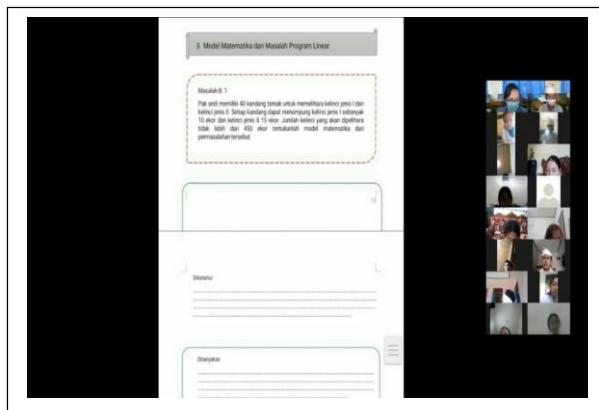 3. Model Matematika dari Masalah Program Linear
Masalah B. 1
Pak andi memiliki 40 kandang ternak untuk memelihara kelinci jenis I dan
kelinci jenis II. Setiap kandang dapat menampung kelinci jenis I sebanyak
10 ekor dan kelinci jenis II 15 ekor. Jumlah kelinci yang akan dipelihara
tidak lebih dari 450 ekor tentukanlah model matematika dari
permasalahan tersebut
Diketahui
Ditanyakan